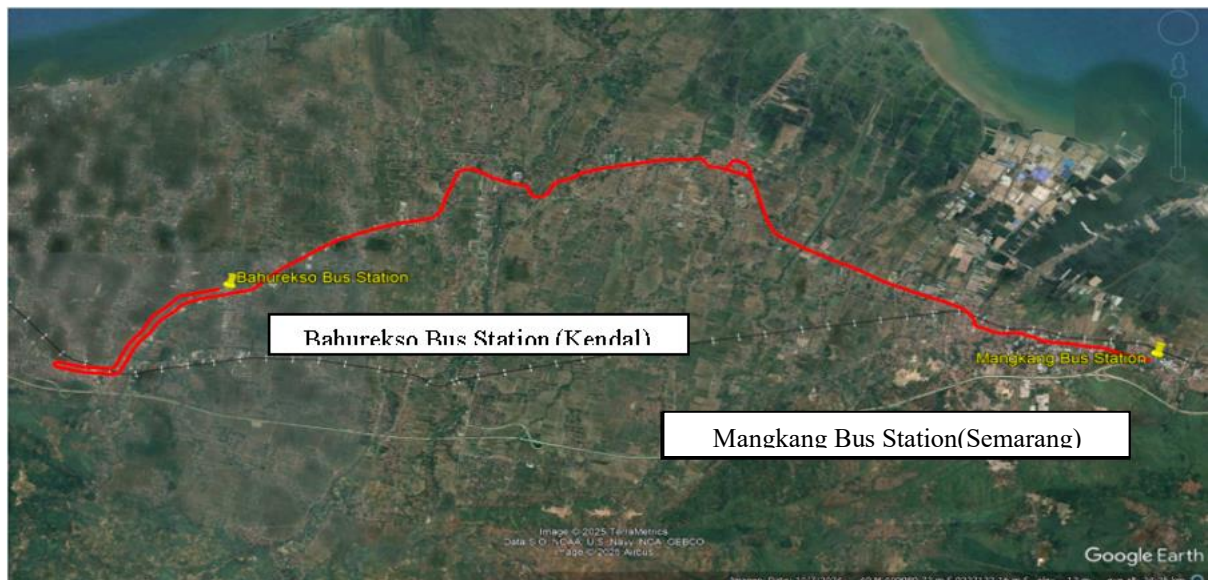 Bahurekso Bus Station
Bahurekso Bus Station (Kendal)
Mangkang Bus Station
Mangkang Bus Station(Semarang)
Image © 2025 TerraMetrics
Data SIO, NOAA, U.S. Navy, NGA, GEBCO
Image © 2025 Airbus
Google Earth